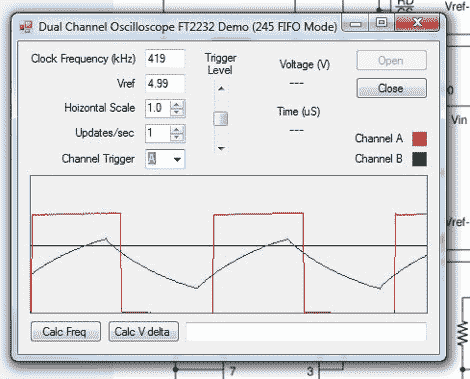 Dual Channel Oscilloscope FT2232 Demo (245 FIFO Mode)
Vref-
Clock Frequency (kHz) 419
Trigger Level
Voltage (V)
---
Open
Vref 4.99
Close
Hoizontal Scale 1.0
Time (uS)
---
Vin
Updates/sec 1
Channel A
Channel Trigger A
Channel B
Vref-
Calc Freq
Calc V delta
7
3